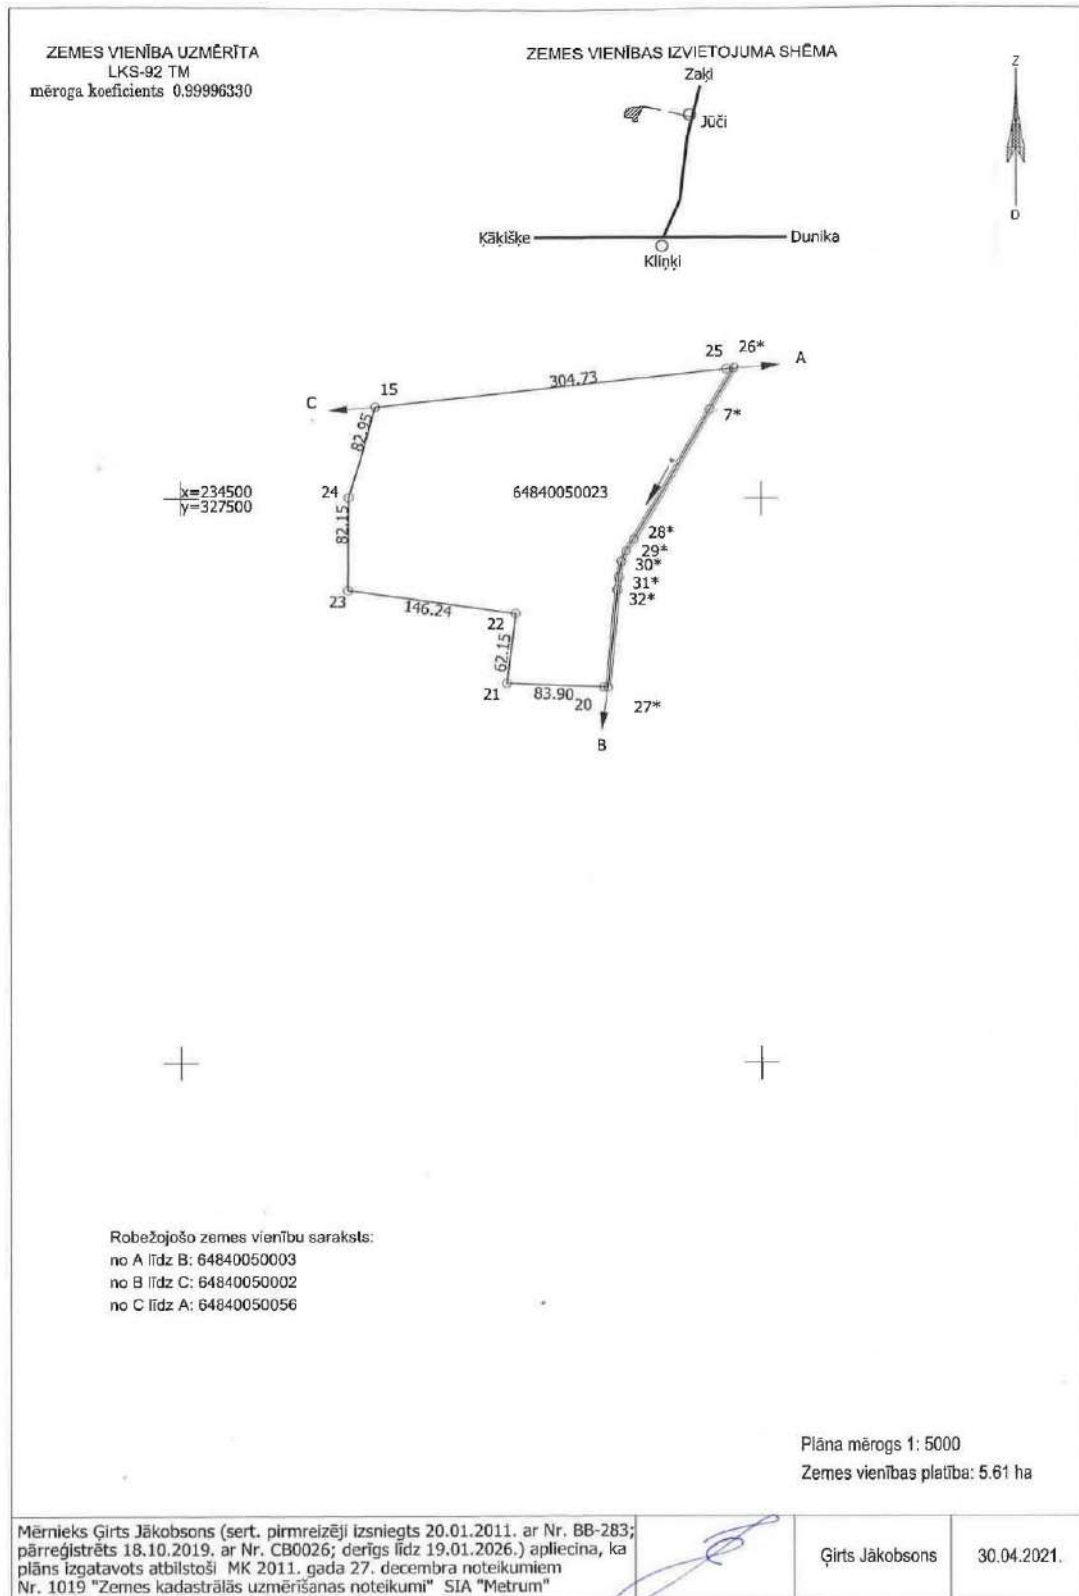 ZEMES VIENĪBA UZMĒRĪTA
LKS-92 TM
mēroga koeficients 0.99996330
ZEMES VIENĪBAS IZVIETOJUMA SHĒMA
Zaķi
Jūči
Ķāķišķe
Dunika
Kliņķi
Z
D
25
26*
A
304.73
15
C
7*
82.95
x=234500
y=327500
24
64840050023
82.15
28*
29*
30*
31*
32*
23
146.24
22
62.15
21
83.90
20
27*
B
Robežojošo zemes vienību saraksts:
no A līdz B: 64840050003
no B līdz C: 64840050002
no C līdz A: 64840050056
Plāna mērogs 1: 5000
Zemes vienības platība: 5.61 ha
Mērnieks Ģirts Jākobsons (sert. pirmreizēji izsniegts 20.01.2011. ar Nr. BB-283;
pārreģistrēts 18.10.2019. ar Nr. CB0026; derīgs līdz 19.01.2026.) apliecina, ka
plāns izgatavots atbilstoši MK 2011. gada 27. decembra noteikumiem
Nr. 1019 "Zemes kadastrālās uzmērīšanas noteikumi" SIA "Metrum"
Ģirts Jākobsons
30.04.2021.